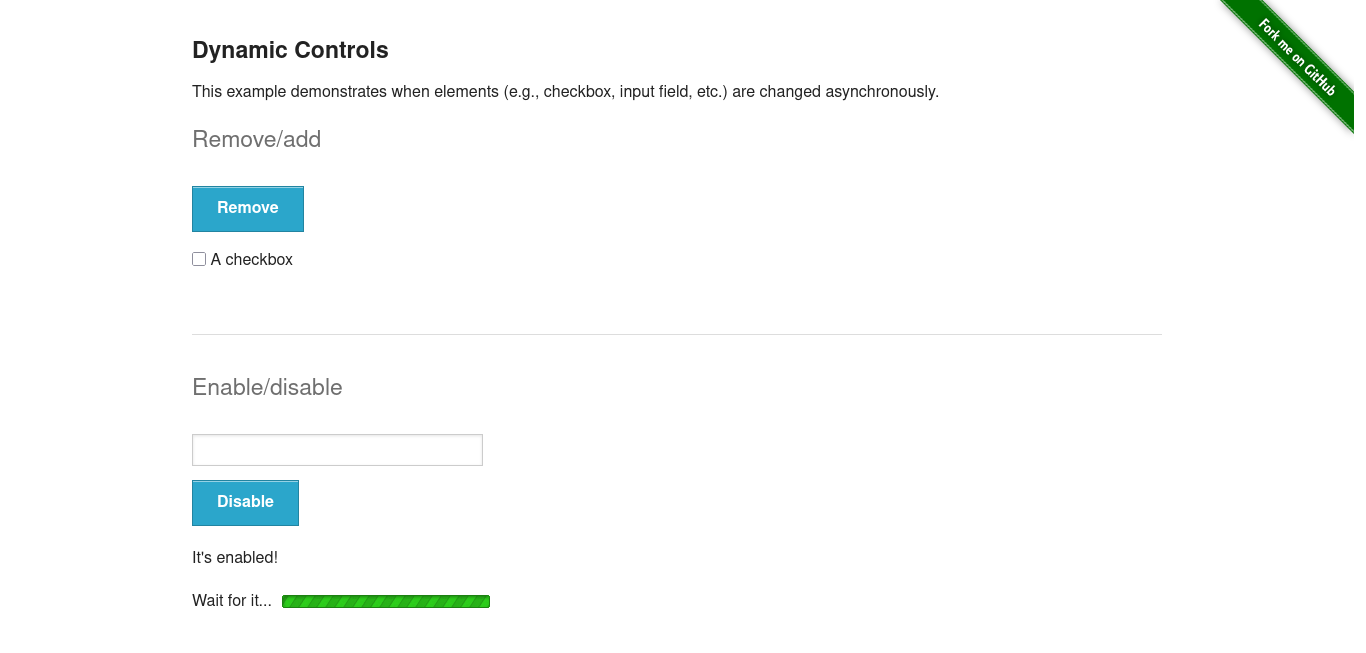 Fork me on GitHub
Dynamic Controls
This example demonstrates when elements (e.g., checkbox, input field, etc.) are changed asynchronously.
Remove/add
Remove
A checkbox
Enable/disable
Disable
It's enabled!
Wait for it...